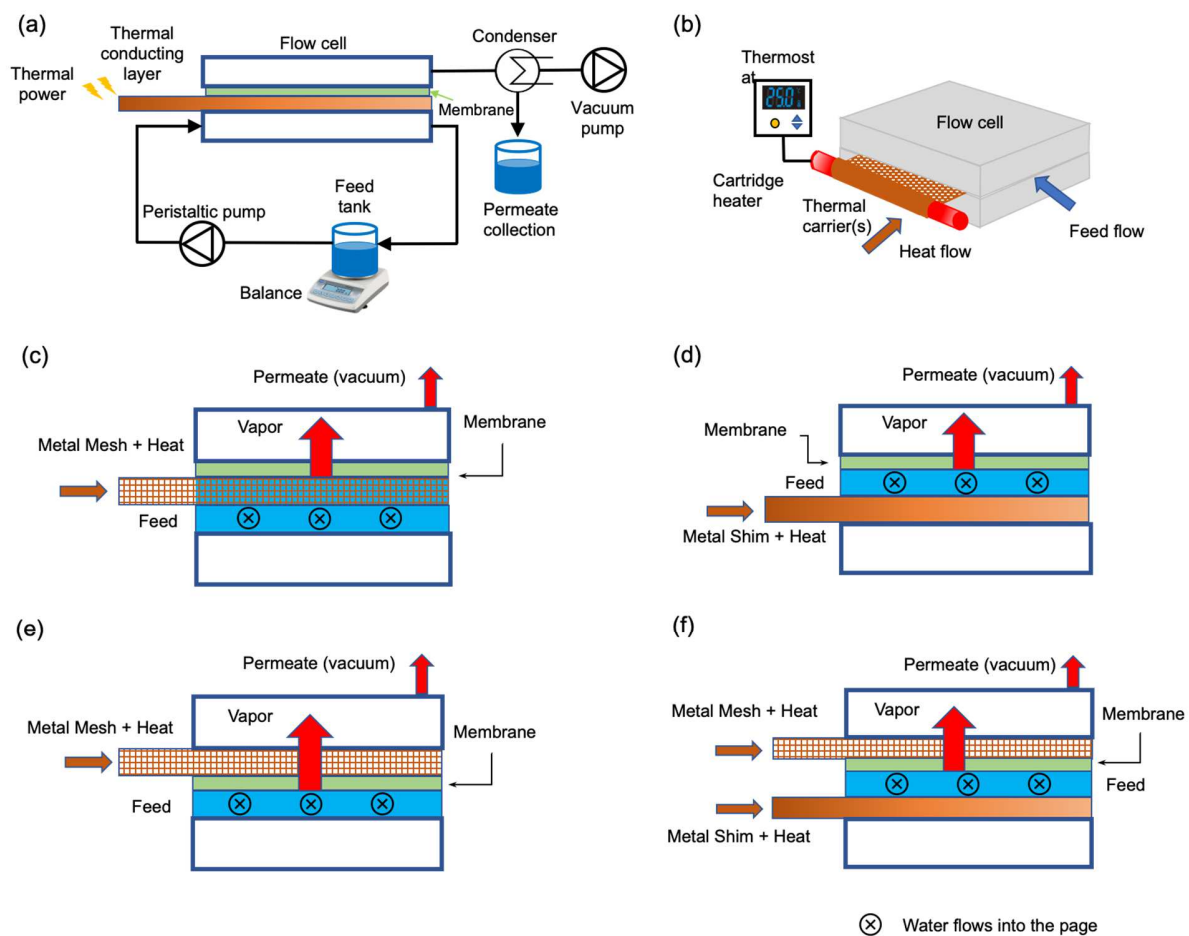 (a)
Thermal
conducting
layer
Flow cell
Condenser
Thermal
power
Membrane
Vacuum
pump
Feed
tank
Peristaltic pump
Permeate
collection
Balance
(b)
Thermost
at
25.0
Flow cell
Cartridge
heater
Thermal
carrier(s)
Heat flow
Feed flow
(c)
Permeate (vacuum)
Vapor
Membrane
Metal Mesh + Heat
Feed
(d)
Permeate (vacuum)
Vapor
Membrane
Feed
Metal Shim + Heat
(e)
Permeate (vacuum)
Vapor
Metal Mesh + Heat
Membrane
Feed
(f)
Permeate (vacuum)
Vapor
Metal Mesh + Heat
Membrane
Feed
Metal Shim + Heat
Water flows into the page